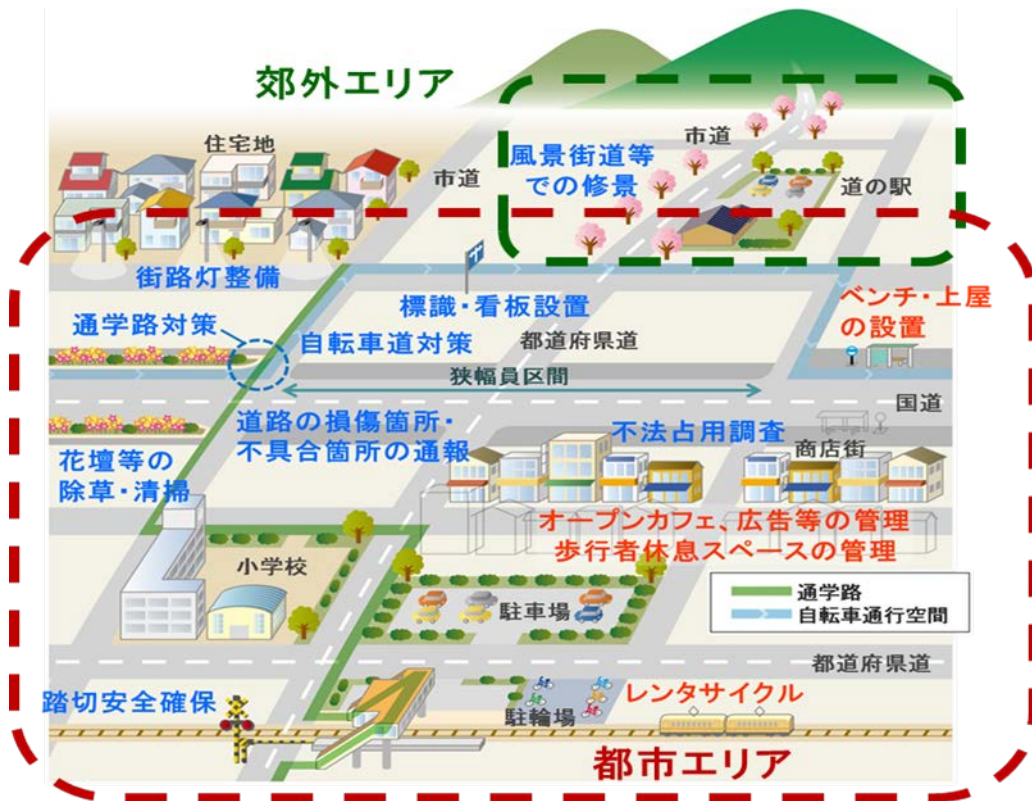 郊外エリア
住宅地
市道
市道
風景街道等
での修景
道の駅
街路灯整備
標識・看板設置
ベンチ・上屋
の設置
通学路対策
自転車道対策
都道府県道
狭幅員区間
国道
道路の損傷箇所・
不具合箇所の通報
不法占用調査
商店街
花壇等の
除草・清掃
オープンカフェ、広告等の管理
歩行者休息スペースの管理
小学校
駐車場
通学路
自転車通行空間
都道府県道
踏切安全確保
駐輪場
レンタサイクル
都市エリア